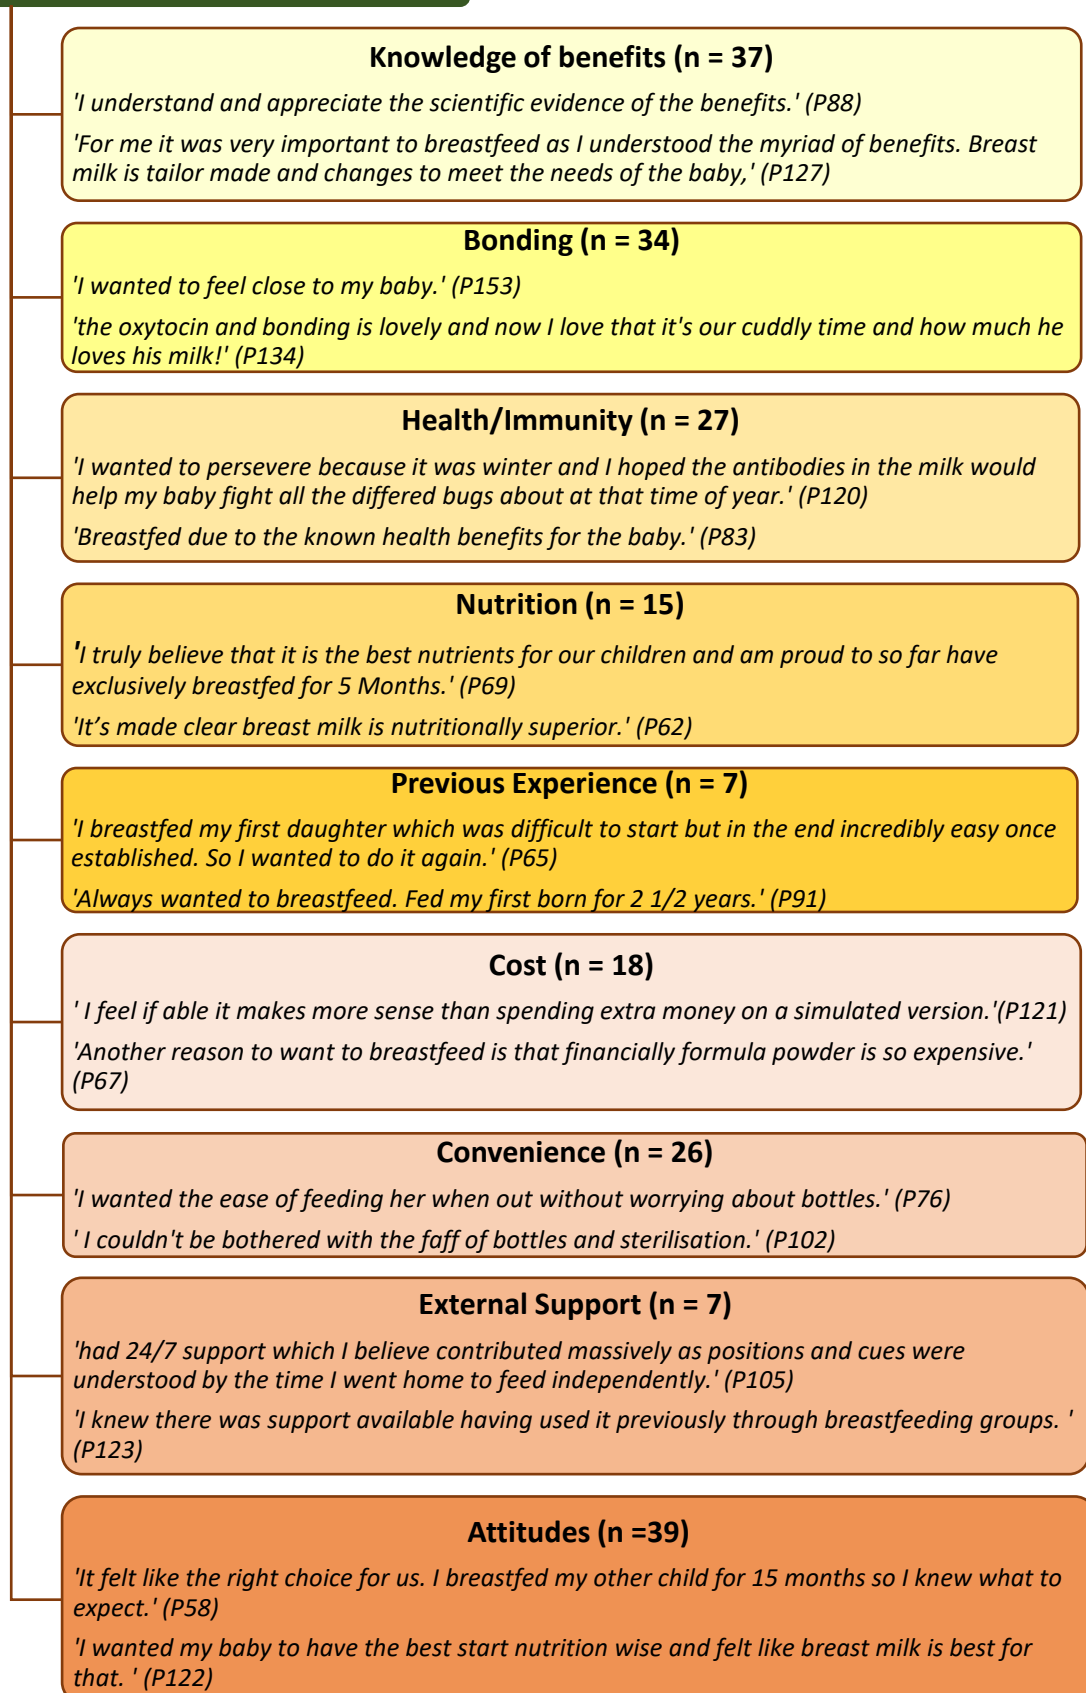 Knowledge of benefits (n = 37)
'I understand and appreciate the scientific evidence of the benefits.' (P88)
'For me it was very important to breastfeed as I understood the myriad of benefits. Breast
milk is tailor made and changes to meet the needs of the baby,' (P127)
Bonding (n = 34)
'I wanted to feel close to my baby.' (P153)
'the oxytocin and bonding is lovely and now I love that it's our cuddly time and how much he
loves his milk!' (P134)
Health/Immunity (n = 27)
'I wanted to persevere because it was winter and I hoped the antibodies in the milk would
help my baby fight all the differed bugs about at that time of year.' (P120)
'Breastfed due to the known health benefits for the baby.' (P83)
Nutrition (n = 15)
'I truly believe that it is the best nutrients for our children and am proud to so far have
exclusively breastfed for 5 Months.' (P69)
'It’s made clear breast milk is nutritionally superior.' (P62)
Previous Experience (n = 7)
'I breastfed my first daughter which was difficult to start but in the end incredibly easy once
established. So I wanted to do it again.' (P65)
'Always wanted to breastfeed. Fed my first born for 2 1/2 years.' (P91)
Cost (n = 18)
' I feel if able it makes more sense than spending extra money on a simulated version.'(P121)
'Another reason to want to breastfeed is that financially formula powder is so expensive.'
(P67)
Convenience (n = 26)
'I wanted the ease of feeding her when out without worrying about bottles.' (P76)
' I couldn't be bothered with the faff of bottles and sterilisation.' (P102)
External Support (n = 7)
'had 24/7 support which I believe contributed massively as positions and cues were
understood by the time I went home to feed independently.' (P105)
'I knew there was support available having used it previously through breastfeeding groups. '
(P123)
Attitudes (n =39)
'It felt like the right choice for us. I breastfed my other child for 15 months so I knew what to
expect.' (P58)
'I wanted my baby to have the best start nutrition wise and felt like breast milk is best for
that. ' (P122)